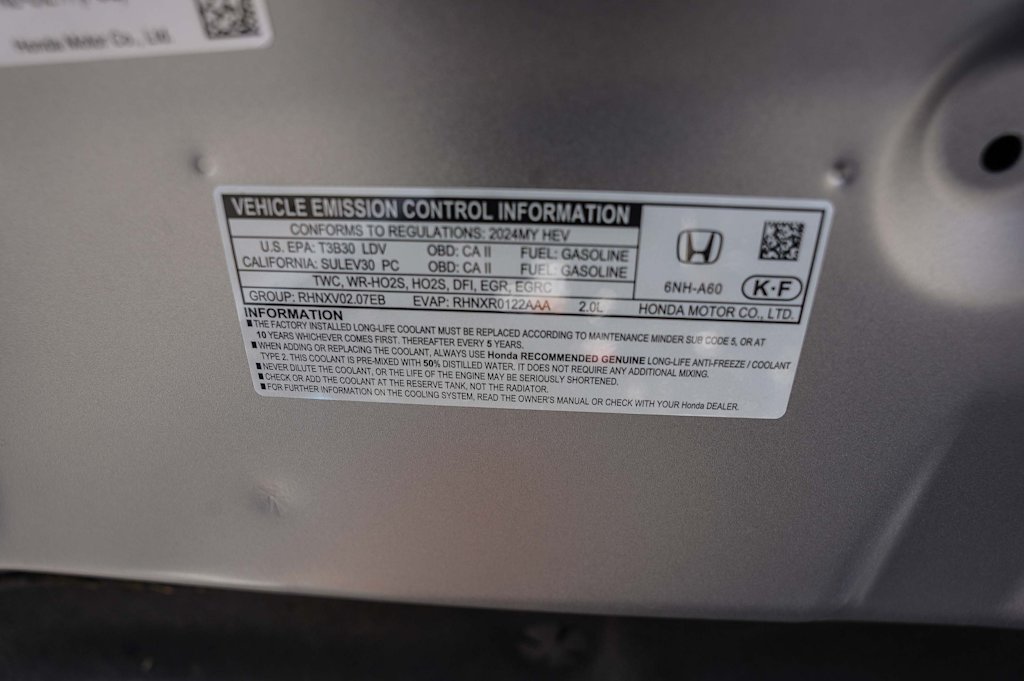 Honda Motor Co., Ltd.
VEHICLE EMISSION CONTROL INFORMATION
CONFORMS TO REGULATIONS: 2024MY HEV
U.S. EPA: T3B30 LDV OBD: CA II FUEL: GASOLINE
CALIFORNIA: SULEV30 PC OBD: CA II FUEL: GASOLINE
TWC, WR-HO2S, HO2S, DFI, EGR, EGRC
6NH-A60 K·F
GROUP: RHNXV02.07EB EVAP: RHNXR0122AAA 2.0L HONDA MOTOR CO., LTD.
INFORMATION
■THE FACTORY INSTALLED LONG-LIFE COOLANT MUST BE REPLACED ACCORDING TO MAINTENANCE MINDER SUB CODE 5, OR AT
10 YEARS WHICHEVER COMES FIRST. THEREAFTER EVERY 5 YEARS.
■WHEN ADDING OR REPLACING THE COOLANT, ALWAYS USE Honda RECOMMENDED GENUINE LONG-LIFE ANTI-FREEZE / COOLANT
TYPE 2. THIS COOLANT IS PRE-MIXED WITH 50% DISTILLED WATER. IT DOES NOT REQUIRE ANY ADDITIONAL MIXING.
■NEVER DILUTE THE COOLANT, OR THE LIFE OF THE ENGINE MAY BE SERIOUSLY SHORTENED.
■CHECK OR ADD THE COOLANT AT THE RESERVE TANK, NOT THE RADIATOR.
■FOR FURTHER INFORMATION ON THE COOLING SYSTEM, READ THE OWNER'S MANUAL OR CHECK WITH YOUR Honda DEALER.